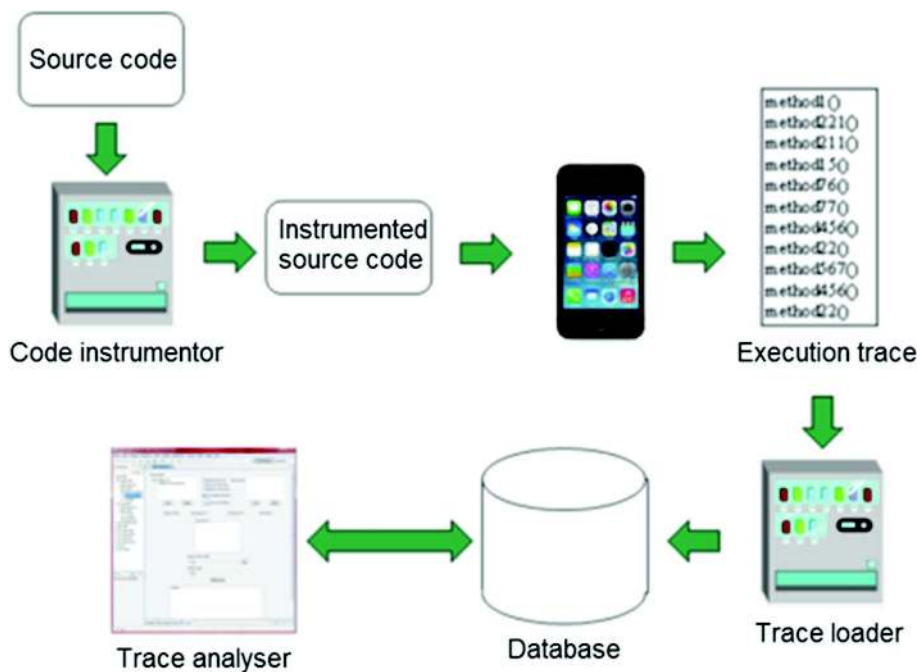 Source code
Instrumented
source code
Code instrumentor
method1()
method221()
method211()
method15()
method76()
method77()
method456()
method22()
method567()
method456()
method22()
Execution trace
Trace analyser
Database
Trace loader